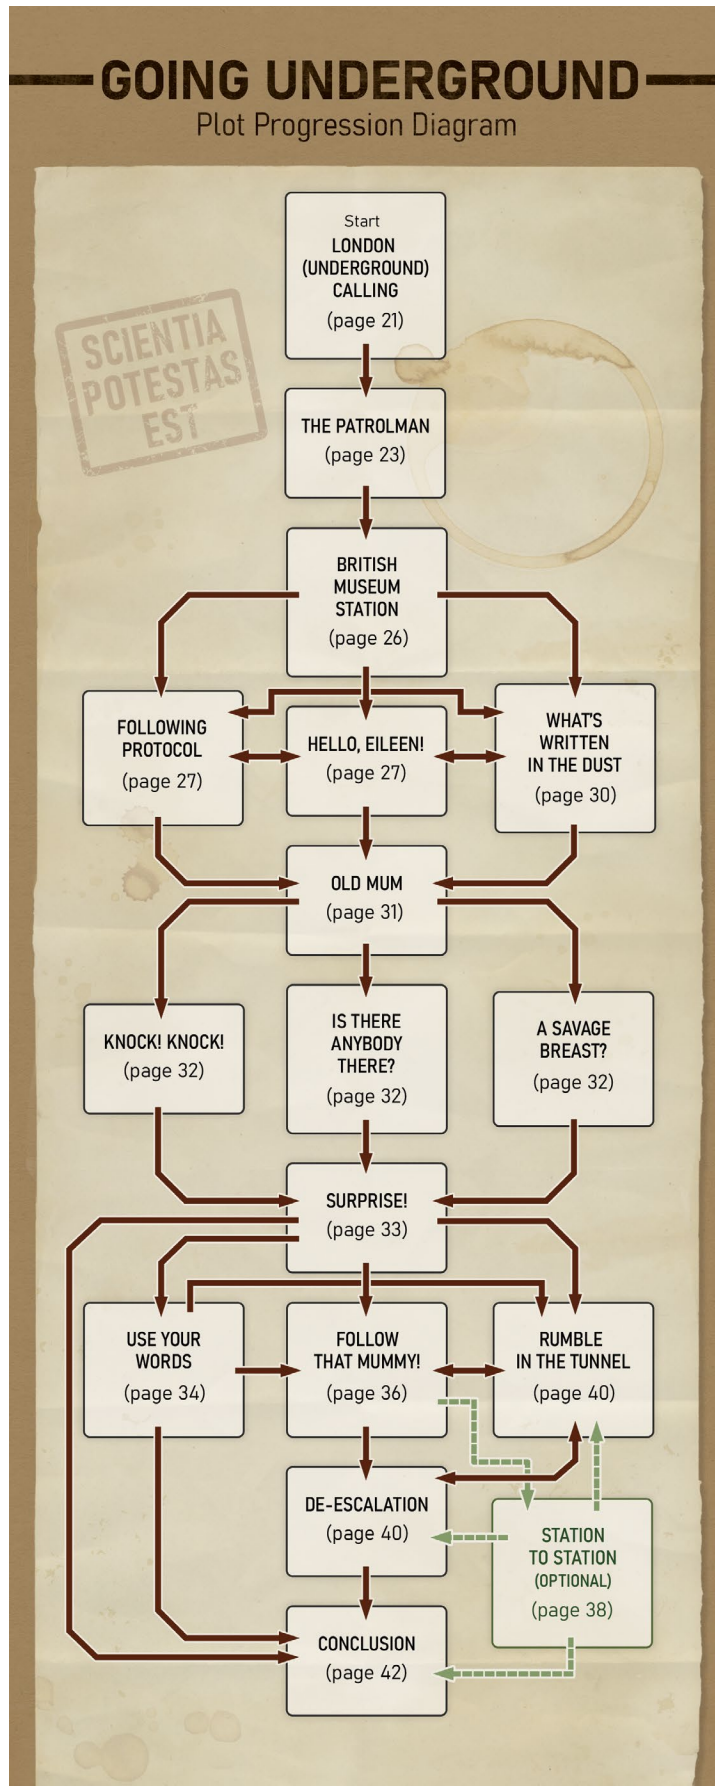 GOING UNDERGROUND
Plot Progression Diagram
Start
LONDON
(UNDERGROUND)
CALLING
(page 21)
SCIENTIA
POTESTAS
EST
THE PATROLMAN
(page 23)
BRITISH
MUSEUM
STATION
(page 26)
FOLLOWING
PROTOCOL
(page 27)
HELLO, EILEEN!
(page 27)
WHAT'S
WRITTEN
IN THE DUST
(page 30)
OLD MUM
(page 31)
KNOCK! KNOCK!
(page 32)
IS THERE
ANYBODY
THERE?
(page 32)
A SAVAGE
BREAST?
(page 32)
SURPRISE!
(page 33)
USE YOUR
WORDS
(page 34)
FOLLOW
THAT MUMMY!
(page 36)
RUMBLE
IN THE TUNNEL
(page 40)
DE-ESCALATION
(page 40)
STATION
TO STATION
(OPTIONAL)
(page 38)
CONCLUSION
(page 42)